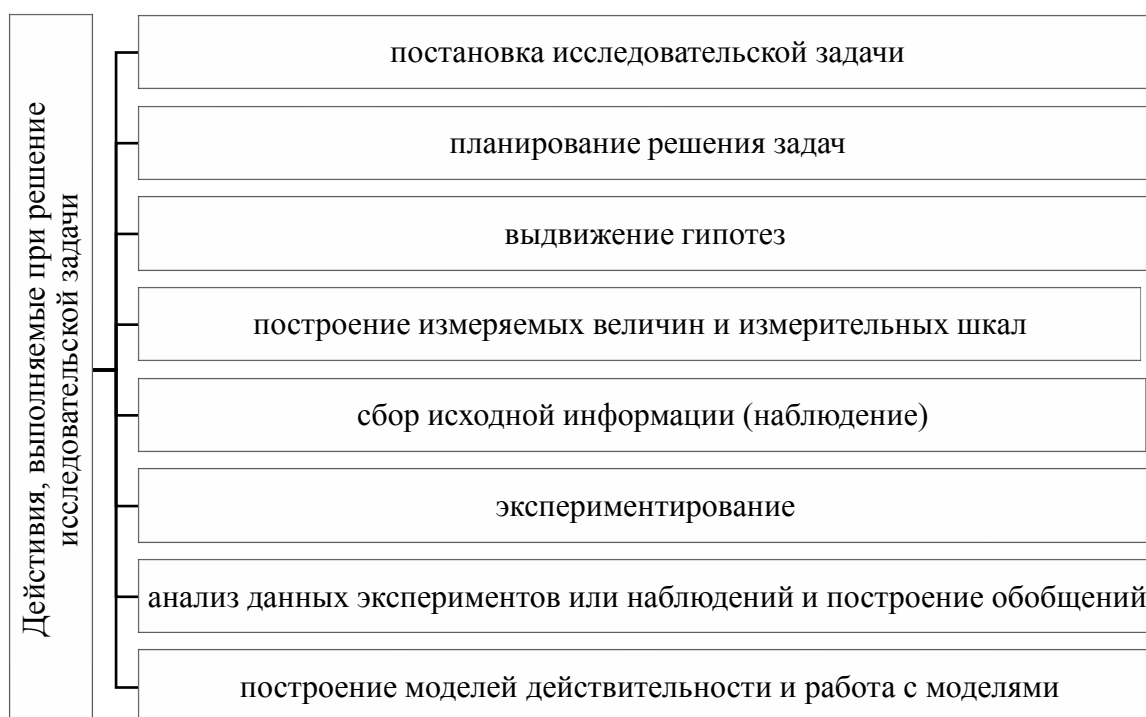 Дейстивия, выполняемые при решение
исследовательской задачи
постановка исследовательской задачи
планирование решения задач
выдвижение гипотез
построение измеряемых величин и измерительных шкал
сбор исходной информации (наблюдение)
экспериментирование
анализ данных экспериментов или наблюдений и построение обобщений
построение моделей действительности и работа с моделями